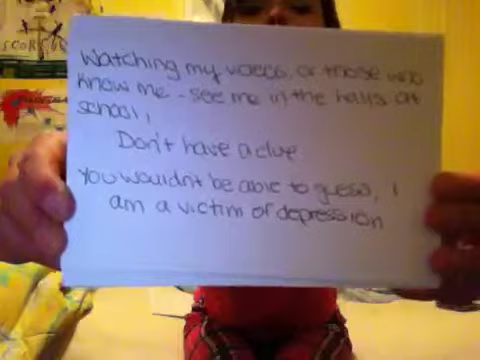 SCORSESE
Watching my videos, or those who
know me - see me in the halls at
school,
Don't have a clue
You wouldn't be able to guess, I
am a victim of depression